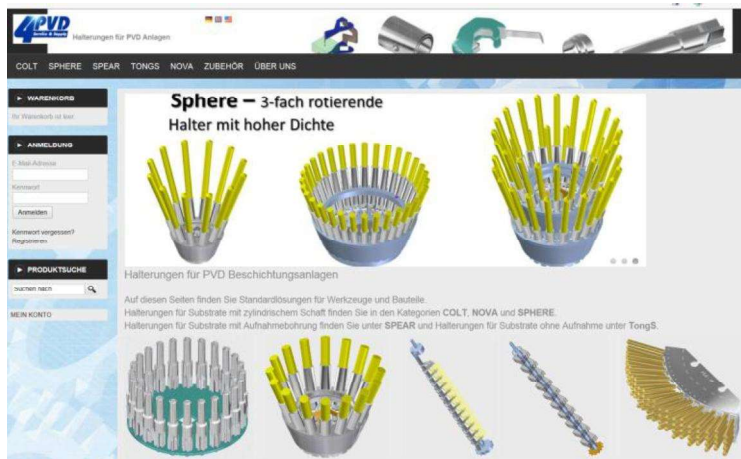 4PVD
Service & Supply
Halterungen für PVD Anlagen
COLT SPHERE SPEAR TONGS NOVA ZUBEHÖR ÜBER UNS
WARENKORB
Ihr Warenkorb ist leer.
ANMELDUNG
E-Mail-Adresse
Kennwort
Anmelden
Kennwort vergessen?
Registrieren
PRODUKTSUCHE
Suchen nach
MEIN KONTO
Sphere – 3-fach rotierende
Halter mit hoher Dichte
Halterungen für PVD Beschichtungsanlagen
Auf diesen Seiten finden Sie Standardlösungen für Werkzeuge und Bauteile.
Halterungen für Substrate mit zylindrischem Schaft finden Sie in den Kategorien COLT, NOVA und SPHERE.
Halterungen für Substrate mit Aufnahmebohrung finden Sie unter SPEAR und Halterungen für Substrate ohne Aufnahme unter TongS.